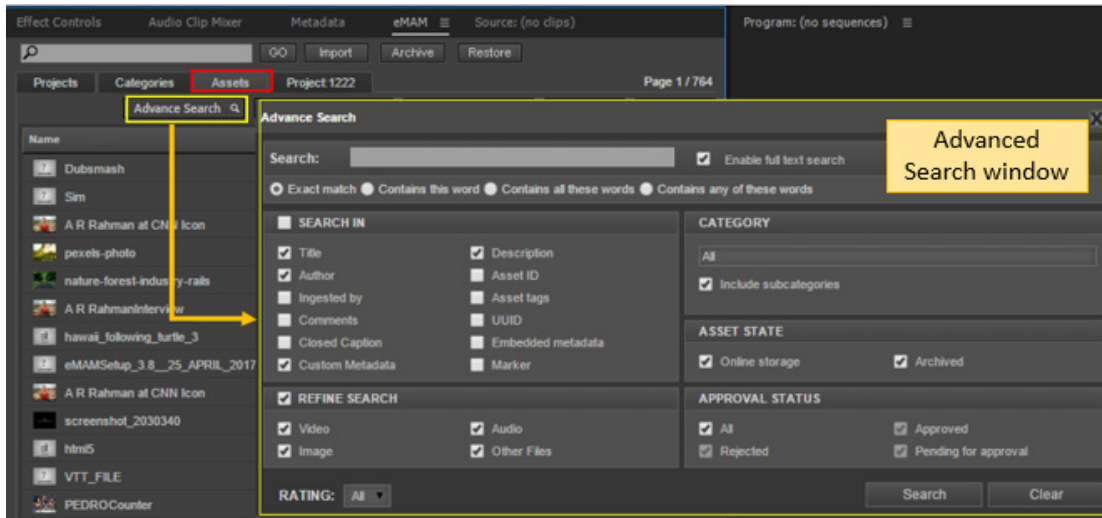 Effect Controls Audio Clip Mixer Metadata eMAM Source: (no clips) Program: (no sequences)
GO Import Archive Restore
Projects Categories Assets Project:1222 Page 1 / 764
Advance Search
Advance Search X
Advanced
Search window
Name
Search: Enable full text search
Exact match Contains this word Contains all these words Contains any of these words
Dubsmash
Sim
A R Rahman at CNN Icon
pexels-photo
nature-forest-industry-rails
A R RahmanInterview
hawaii_following_turtle_3
eMAMSetup_3.8__25_APRIL_2017
A R Rahman at CNN Icon
screenshot_2030340
html5
VTT_FILE
PEDROCounter
SEARCH IN
Title Description
Author Asset ID
Ingested by Asset tags
Comments UUID
Closed Caption Embedded metadata
Custom Metadata Marker
REFINE SEARCH
Video Audio
Image Other Files
CATEGORY
All
Include subcategories
ASSET STATE
Online storage Archived
APPROVAL STATUS
All Approved
Rejected Pending for approval
RATING: All Search Clear